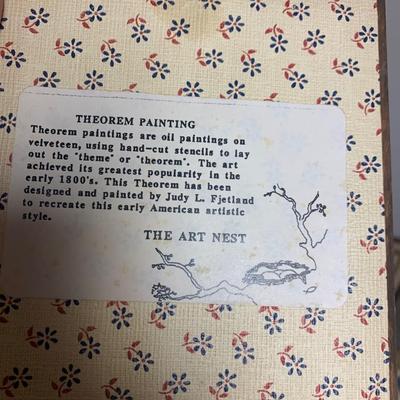 THEOREM PAINTING
Theorem paintings are oil paintings on
velveteen, using hand-cut stencils to lay
out the "theme" or "theorem". The art
achieved its greatest popularity in the
early 1800's. This Theorem has been
designed and painted by Judy L. Fjetland
to recreate this early American artistic
style.
THE ART NEST